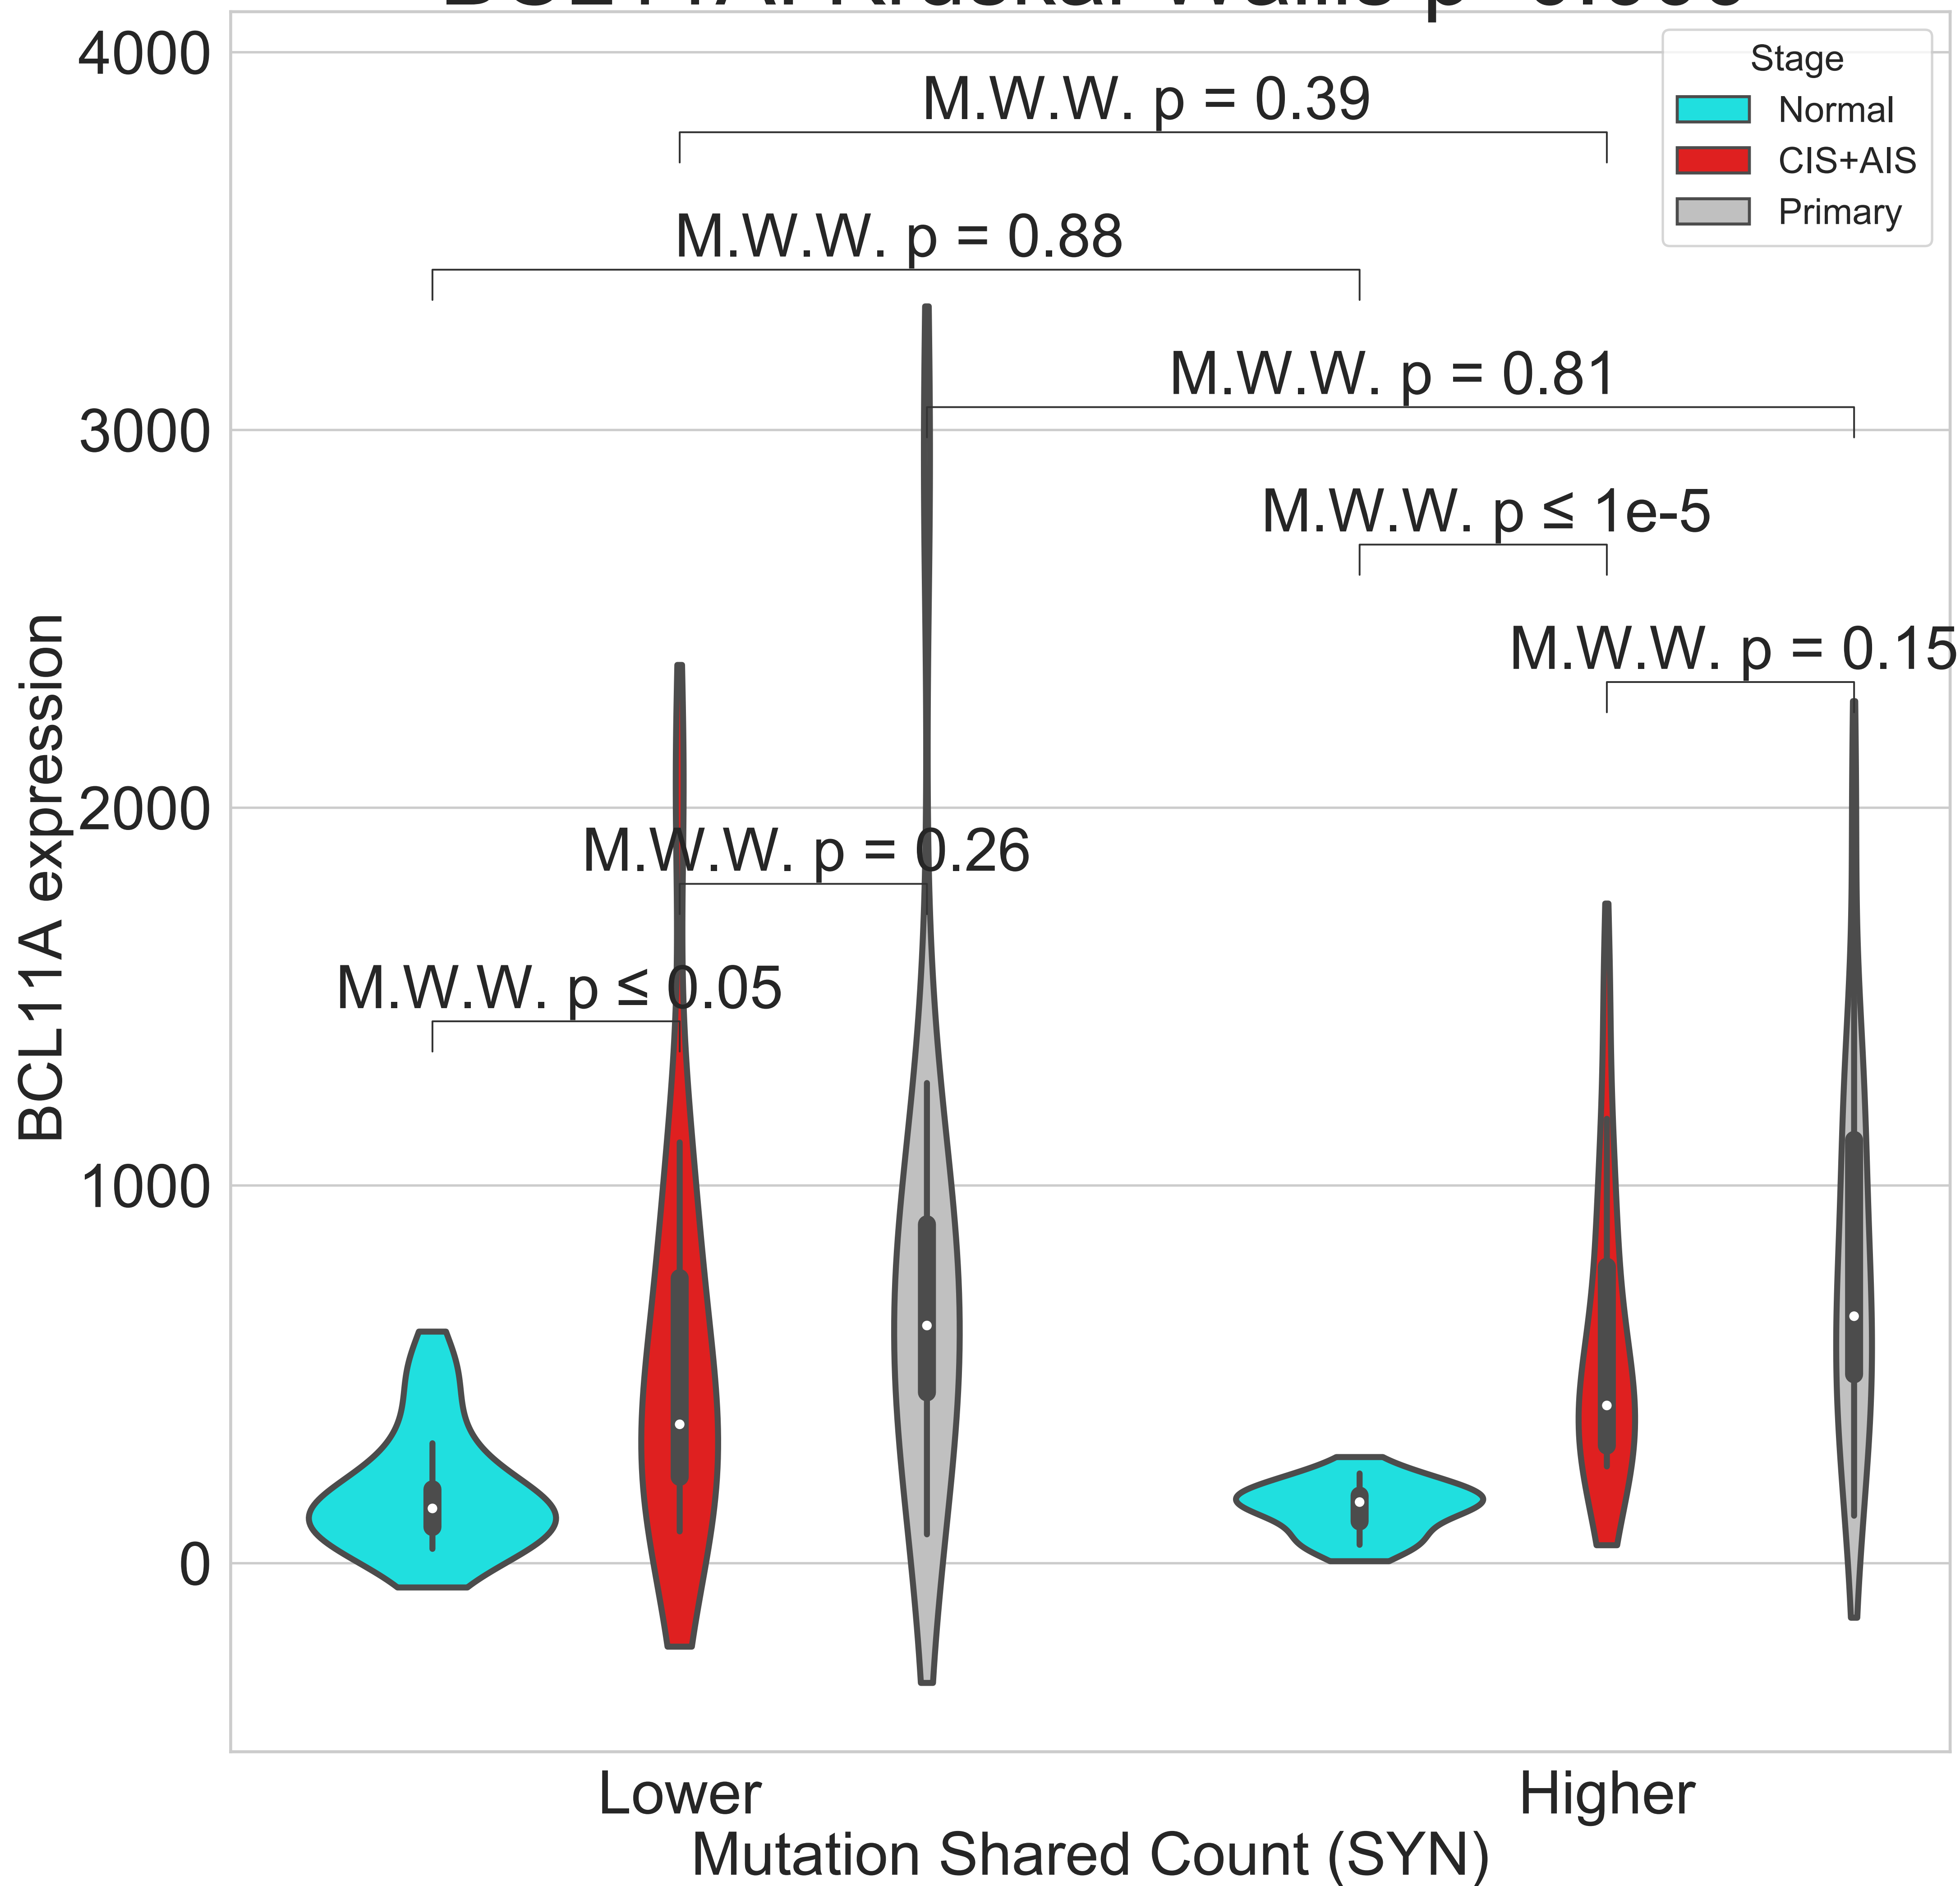 4000
3000
2000
1000
0
BCL11A expression
M.W.W. p = 0.39
M.W.W. p = 0.88
M.W.W. p = 0.81
M.W.W. p ≤ 1e-5
M.W.W. p = 0.15
M.W.W. p = 0.26
M.W.W. p ≤ 0.05
Stage
Normal
CIS+AIS
Primary
Lower
Higher
Mutation Shared Count (SYN)